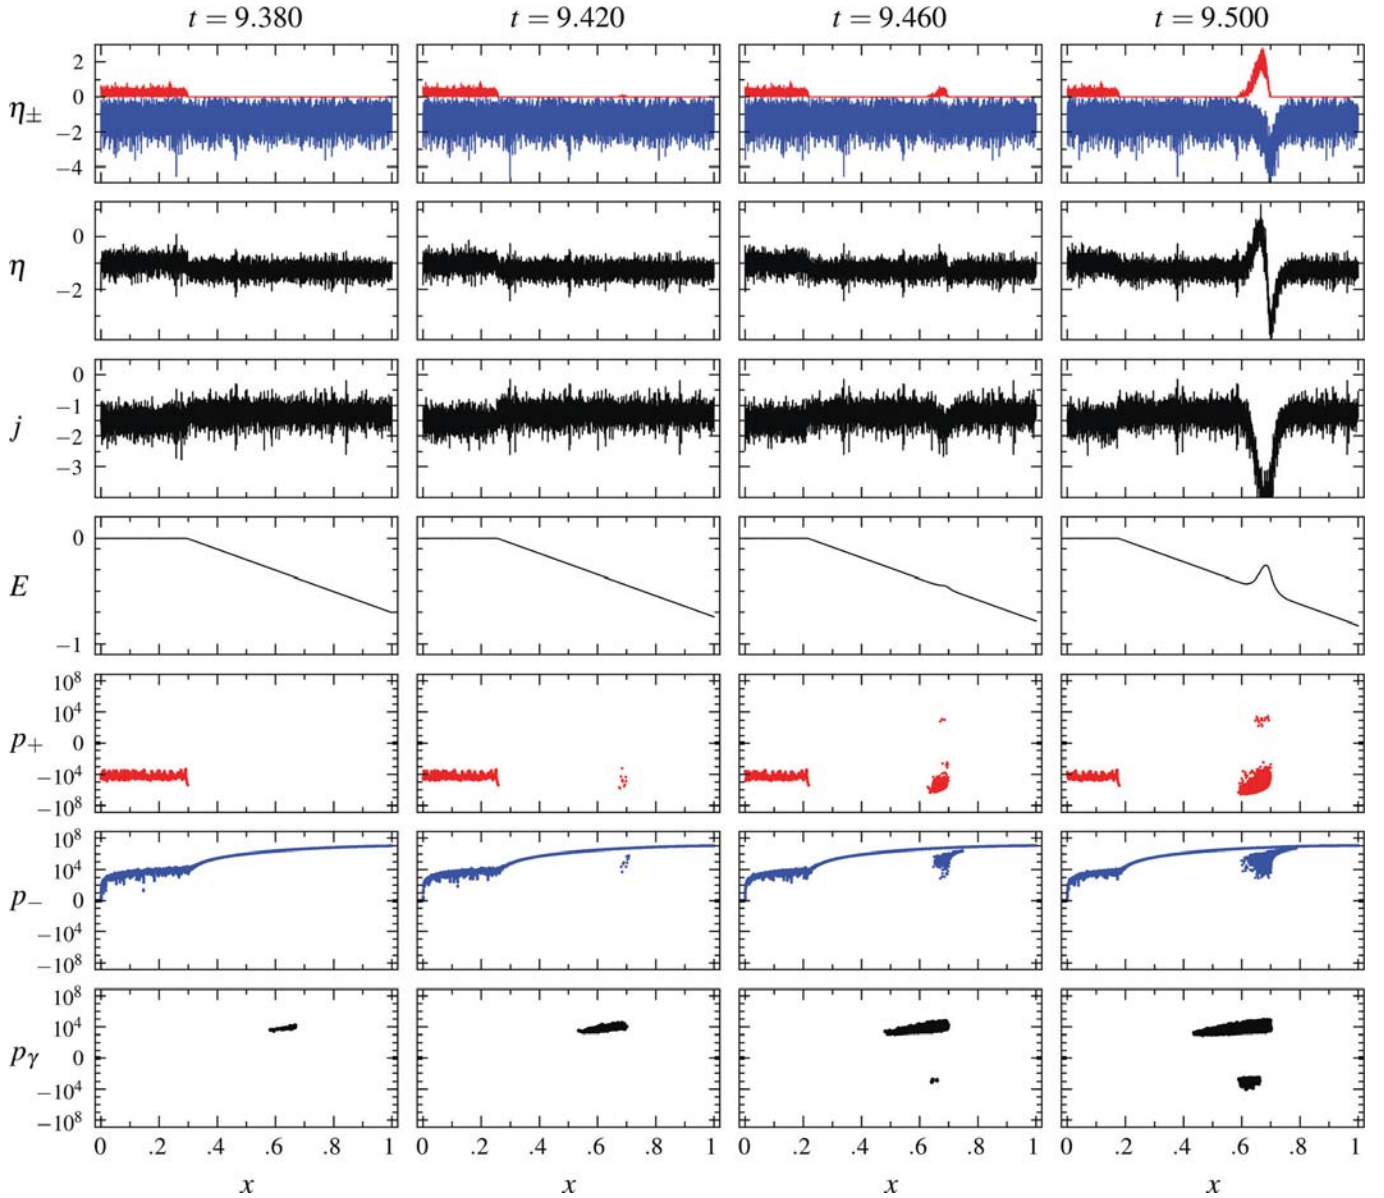 t = 9.380 t = 9.420 t = 9.460 t = 9.500
η± 2 0 −2 −4
η 0 −2
j 0 −1 −2 −3
E 0 −1
p+ 10^8 10^4 0 −10^4 −10^8
p− 10^8 10^4 0 −10^4 −10^8
pγ 10^8 10^4 0 −10^4 −10^8
0 .2 .4 .6 .8 1 0 .2 .4 .6 .8 1 0 .2 .4 .6 .8 1 0 .2 .4 .6 .8 1
x x x x